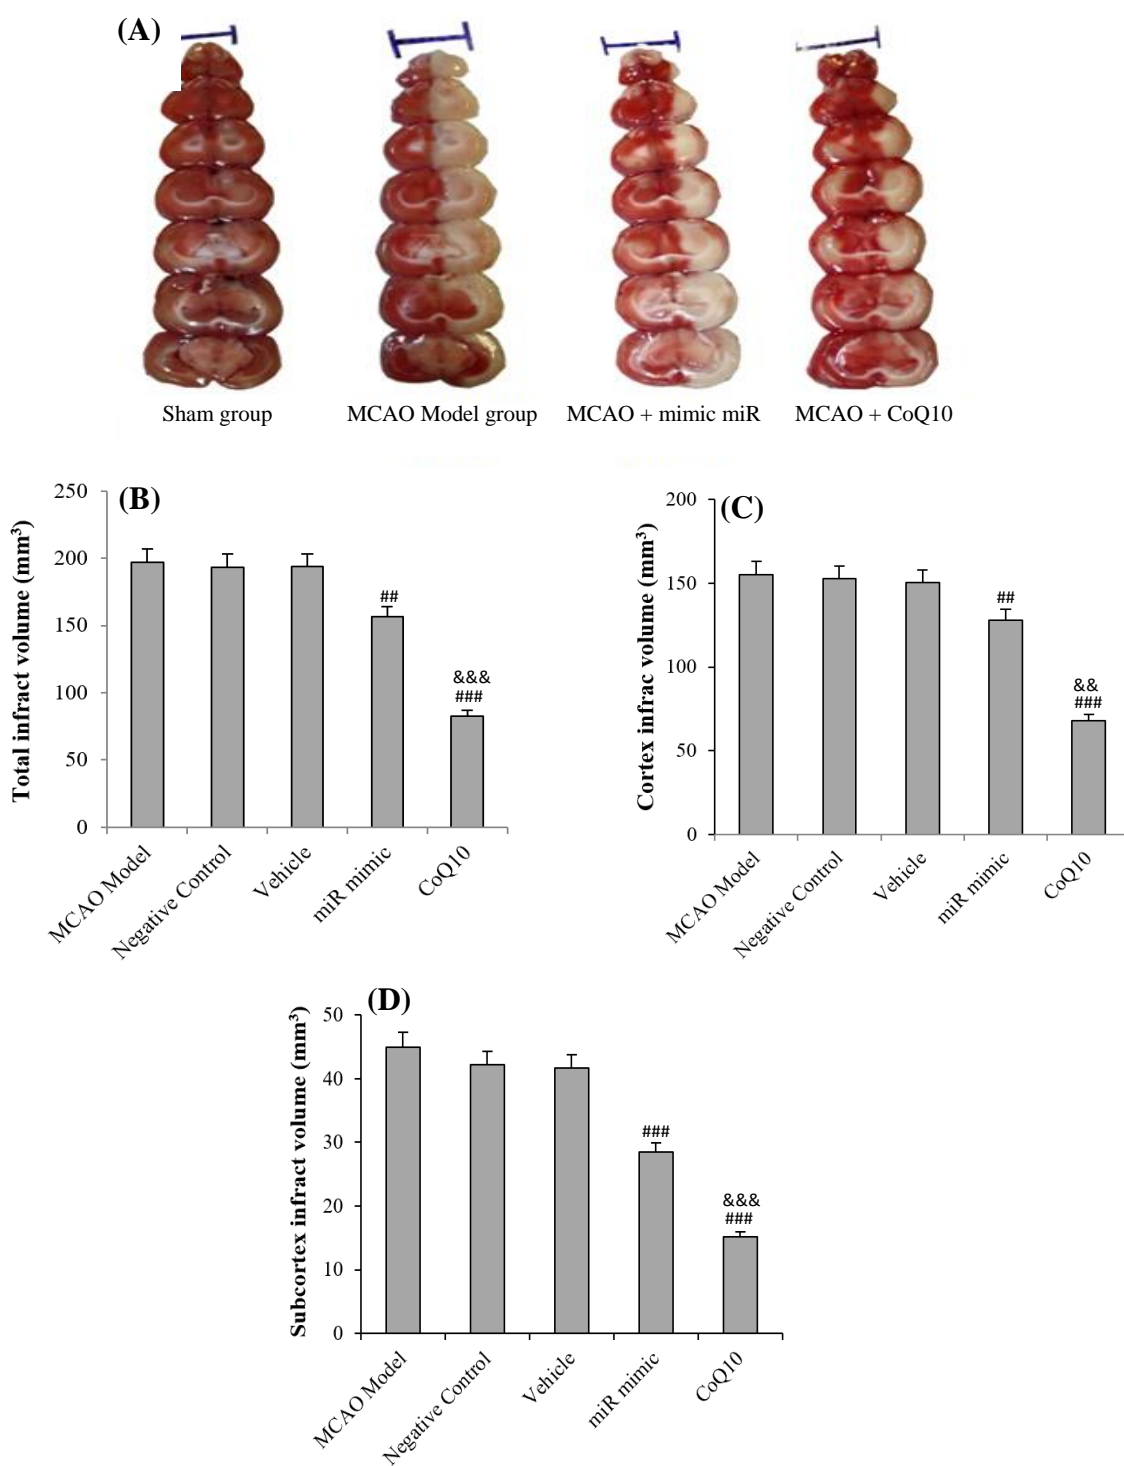 (A)
Sham group
MCAO Model group
MCAO + mimic miR
MCAO + CoQ10
(B)
Total infract volume (mm³)
250
200
150
100
50
0
##
&&&
###
MCAO Model
Negative Control
Vehicle
miR mimic
CoQ10
(C)
Cortex infrac volume (mm³)
200
150
100
50
0
##
&&
###
MCAO Model
Negative Control
Vehicle
miR mimic
CoQ10
(D)
Subcortex infract volume (mm³)
50
40
30
20
10
0
###
&&&
###
MCAO Model
Negative Control
Vehicle
miR mimic
CoQ10